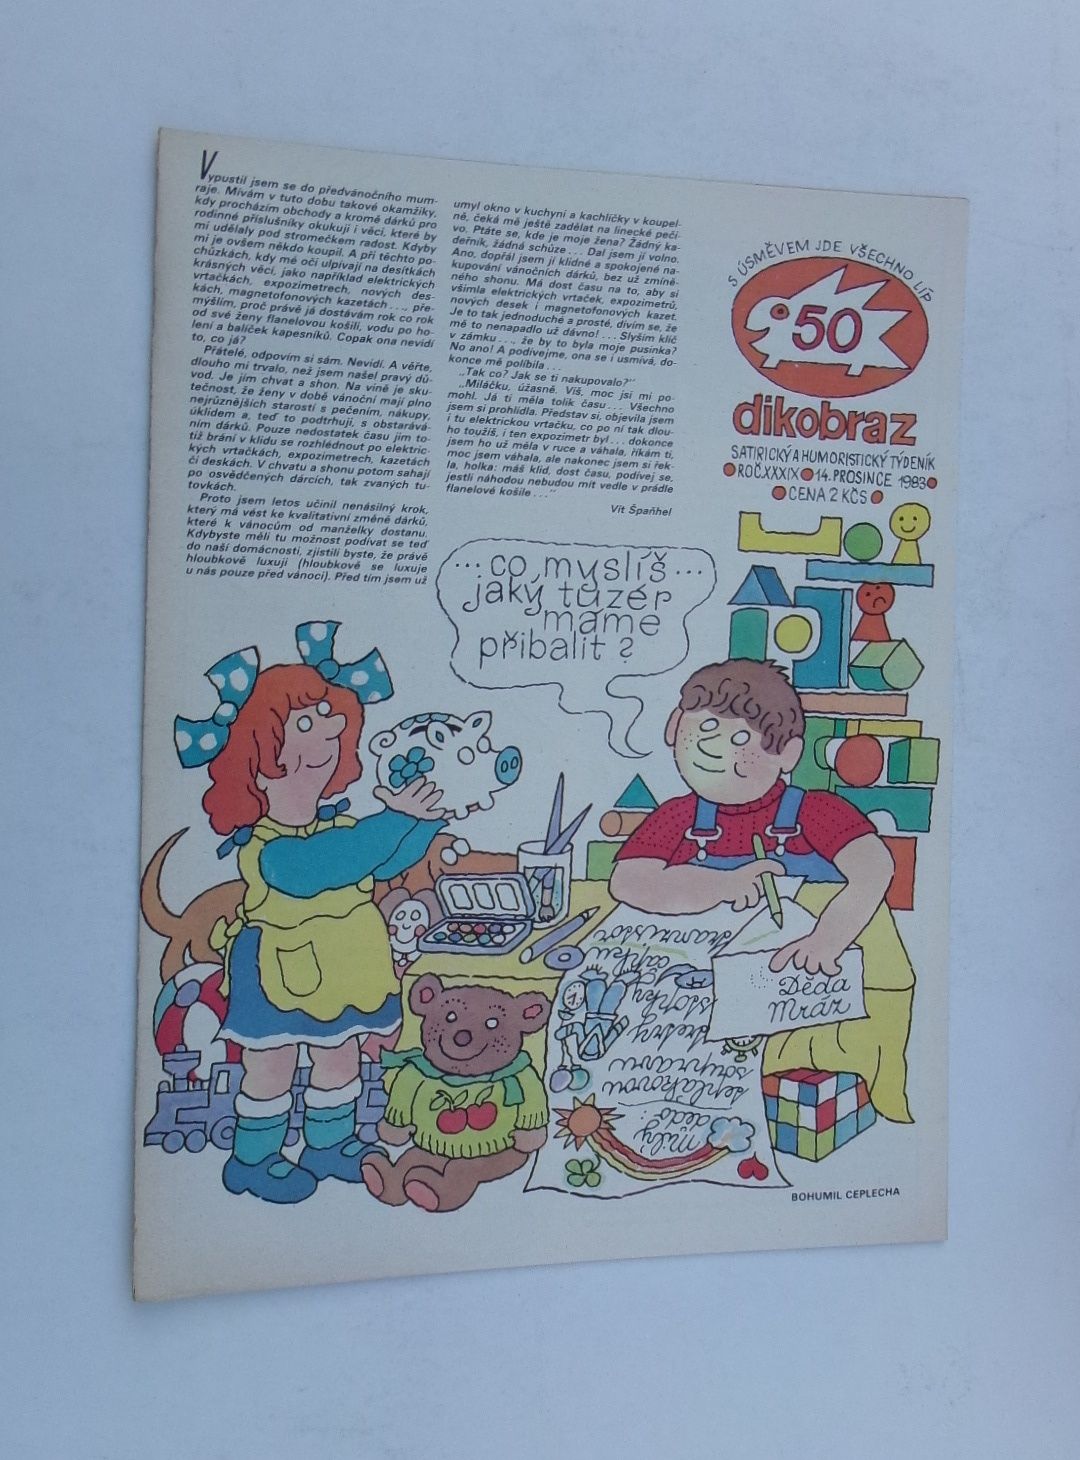 Vypustil jsem se do předvánočního mum-
raje. Mívám v tuto dobu takové okamžiky,
kdy procházím obchody a kromě dárků pro
rodinné příslušníky okukuji i věci, které by
mi udělaly pod stromečkem radost. Kdyby
mi je ovšem někdo koupil. A při těchto po-
chůzkách, kdy mé oči ulpívají na desítkách
krásných věcí, jako například elektrických
vrtačkách, expozimetrech, nových des-
kách, magnetofonových kazetách . . ., pře-
mýšlím, proč právě já dostávám rok co rok
od své ženy flanelovou košili, vodu po ho-
lení a balíček kapesníků. Copak ona nevidí
to, co já?
Přátelé, odpovím si sám. Nevidí. A věřte,
dlouho mi trvalo, než jsem našel pravý dů-
vod. Je jím chvat a shon. Na vině je sku-
tečnost, že ženy v době vánoční mají plno
nejrůznějších starostí s pečením, nákupy,
úklidem a, teď to podtrhuji, s obstarává-
ním dárků. Pouze nedostatek času jim to-
tiž brání v klidu se rozhlédnout po elektric-
kých vrtačkách, expozimetrech, kazetách
či deskách. V chvatu a shonu potom sahají
po osvědčených dárcích, tak zvaných tu-
tovkách.
Proto jsem letos učinil nenásilný krok,
který má vést ke kvalitativní změně dárků,
které k vánocům od manželky dostanu.
Kdybyste měli tu možnost podívat se teď
do naší domácnosti, zjistili byste, že právě
hloubkově luxuji (hloubkově se luxuje
u nás pouze před vánoci). Před tím jsem už
umyl okno v kuchyni a kachlíčky v koupel-
ně, čeká mě ještě zadělat na linecké peči-
vo. Ptáte se, kde je moje žena? Žádný ka-
deřník, žádná schůze . . . Dal jsem jí volno.
Ano, dopřál jsem jí klidné a spokojené na-
kupování vánočních dárků, bez už zmíně-
ného shonu. Má dost času na to, aby si
všimla elektrických vrtaček, expozimetrů,
nových desek i magnetofonových kazet.
Je to tak jednoduché a prosté, divím se, že
mě to nenapadlo už dávno! . . . Slyším klíč
v zámku . . ., že by to byla moje pusinka?
No ano! A podívejme, ona se i usmívá, do-
konce mě políbila . . .
„Tak co? Jak se ti nakupovalo?"
„Miláčku, úžasně. Víš, moc jsi mi po-
mohl. Já ti měla tolik času . . . Všechno
jsem si prohlídla. Představ si, objevila jsem
i tu elektrickou vrtačku, co po ní tak dlou-
ho toužíš, i ten expozimetr byl . . . dokonce
jsem ho už měla v ruce a váhala, říkám ti,
moc jsem váhala, ale nakonec jsem si řek-
la, holka: máš klid, dost času, podívej se,
jestli náhodou nebudou mít vedle v prádle
flanelové košile . . ."
Vít Špaňhel
S ÚSMĚVEM JDE VŠECHNO LÍP
50
dikobraz
SATIRICKÝ A HUMORISTICKÝ TÝDENÍK
ROČ. XXXIX 14. PROSINCE 1983
CENA 2 KČS
... co myslíš ...
jaký tuzér
máme
přibalit ?
Děda
Mráz
milý
dědo :
teplákovou
soupravu
dresy
stopky
čapku
tranzistor
BOHUMIL CEPLECHA